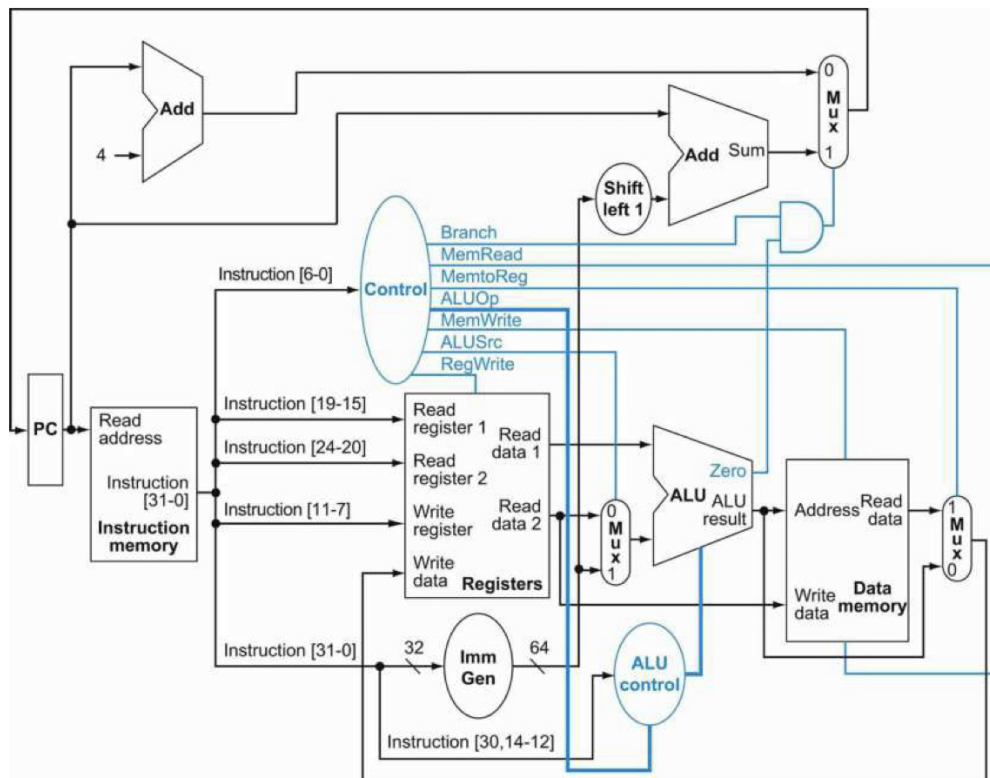 0
Mux
1
Add
4
Add
Sum
Shift
left 1
Branch
MemRead
MemtoReg
ALUOp
MemWrite
ALUSrc
RegWrite
Control
Instruction [6-0]
PC
Read
address
Instruction
[31-0]
Instruction
memory
Instruction [19-15]
Instruction [24-20]
Instruction [11-7]
Read
register 1
Read
register 2
Write
register
Write
data
Read
data 1
Read
data 2
Registers
0
Mux
1
Zero
ALU
ALU
result
Address
Read
data
Write
data
Data
memory
1
Mux
0
Instruction [31-0]
32
Imm
Gen
64
ALU
control
Instruction [30,14-12]